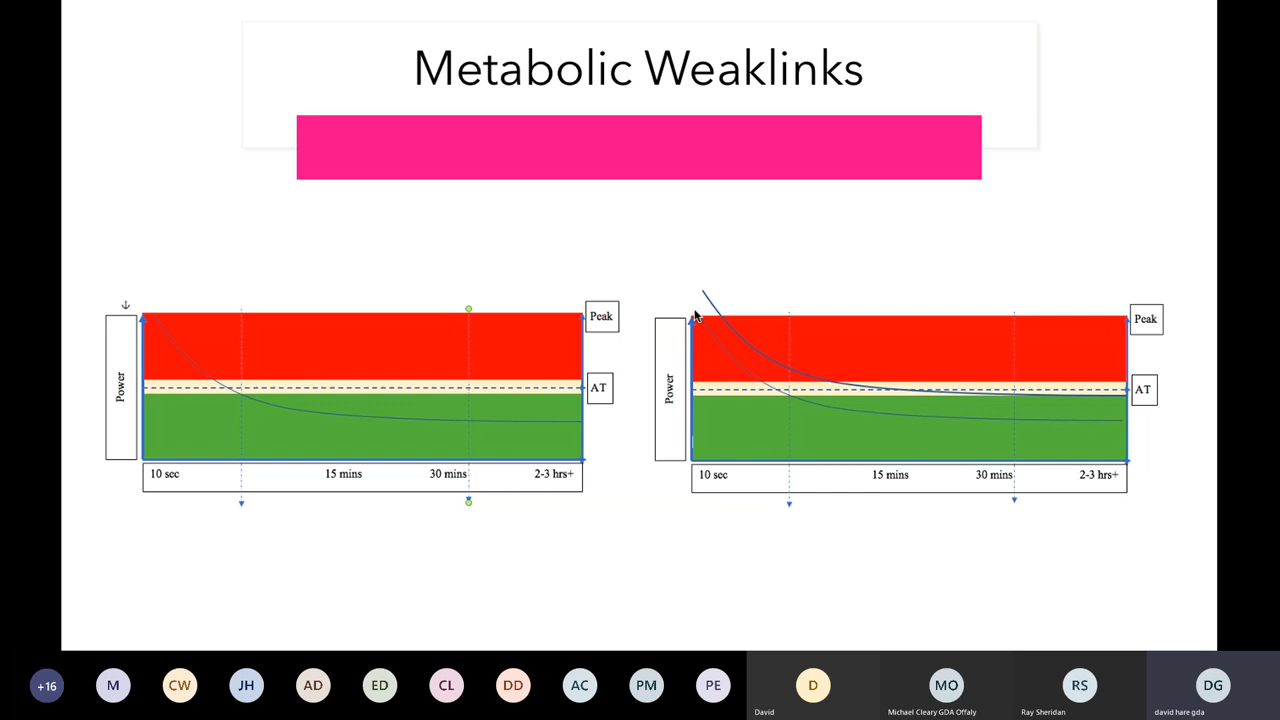 Metabolic Weaklinks
Peak
Power
AT
10 sec 15 mins 30 mins 2-3 hrs+
Peak
Power
AT
10 sec 15 mins 30 mins 2-3 hrs+
+16 M CW JH AD ED CL DD AC PM PE D MO RS DG
David Michael Cleary GDA Offaly Ray Sheridan david hare gda